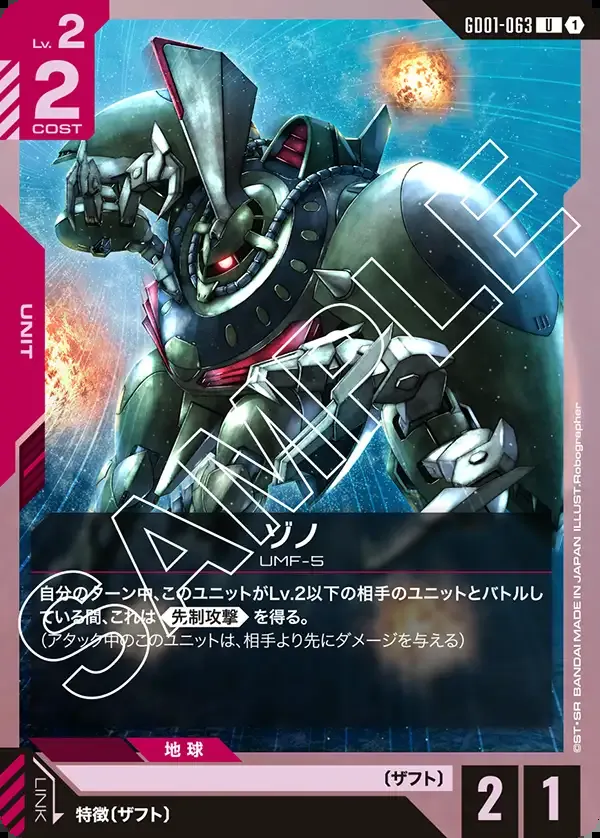 Lv. 2
2
COST
GD01-063 U 1
UNIT
SAMPLE
ゾノ
UMF-5
自分のターン中、このユニットがLv.2以下の相手のユニットとバトルし
ている間、これは 先制攻撃 を得る。
（アタック中のこのユニットは、相手より先にダメージを与える）
©ST・SR BANDAI MADE IN JAPAN ILLUST:Robographer
地球
〔ザフト〕
LINK
特徴〔ザフト〕
2 1